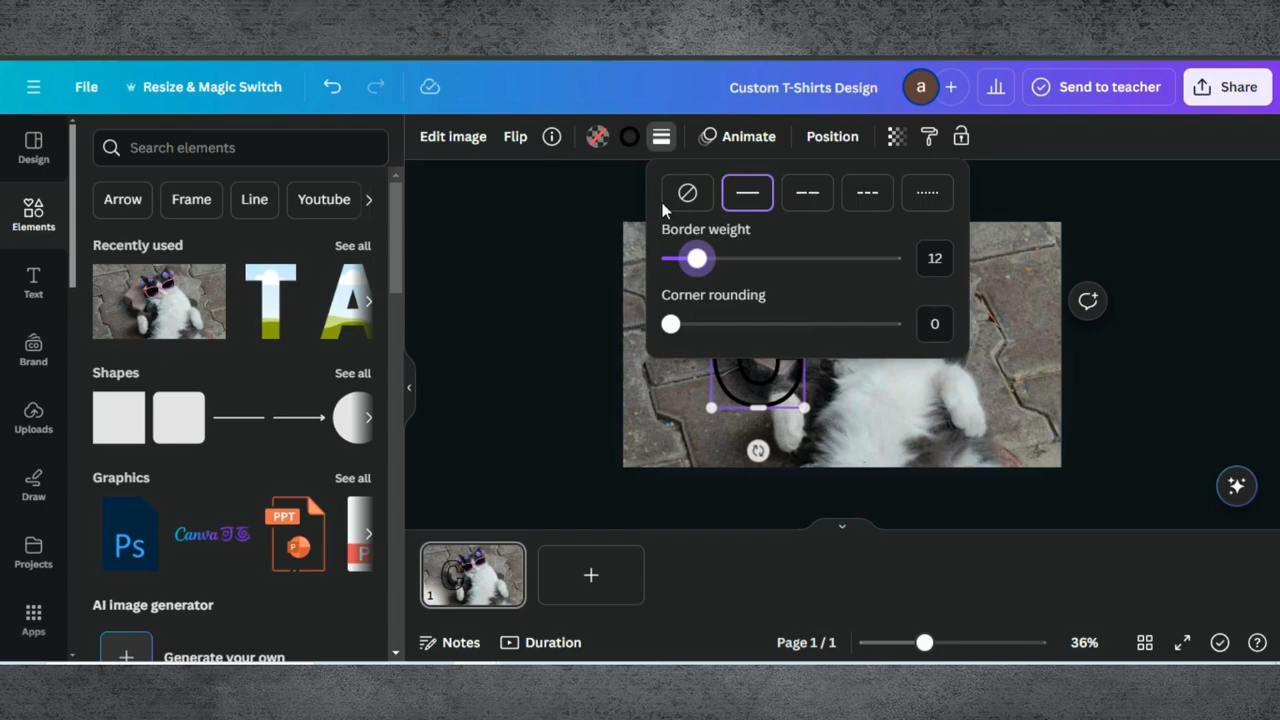 File
Resize & Magic Switch
Custom T-Shirts Design
a
Send to teacher
Share
Design
Elements
Text
Brand
Uploads
Draw
Projects
Apps
Search elements
Arrow
Frame
Line
Youtube
Recently used
See all
T A
Shapes
See all
Graphics
See all
Ps
Canva
PPT
P
P
AI image generator
Generate your own
Edit image
Flip
Animate
Position
Border weight
12
Corner rounding
0
1
Notes
Duration
Page 1 / 1
36%